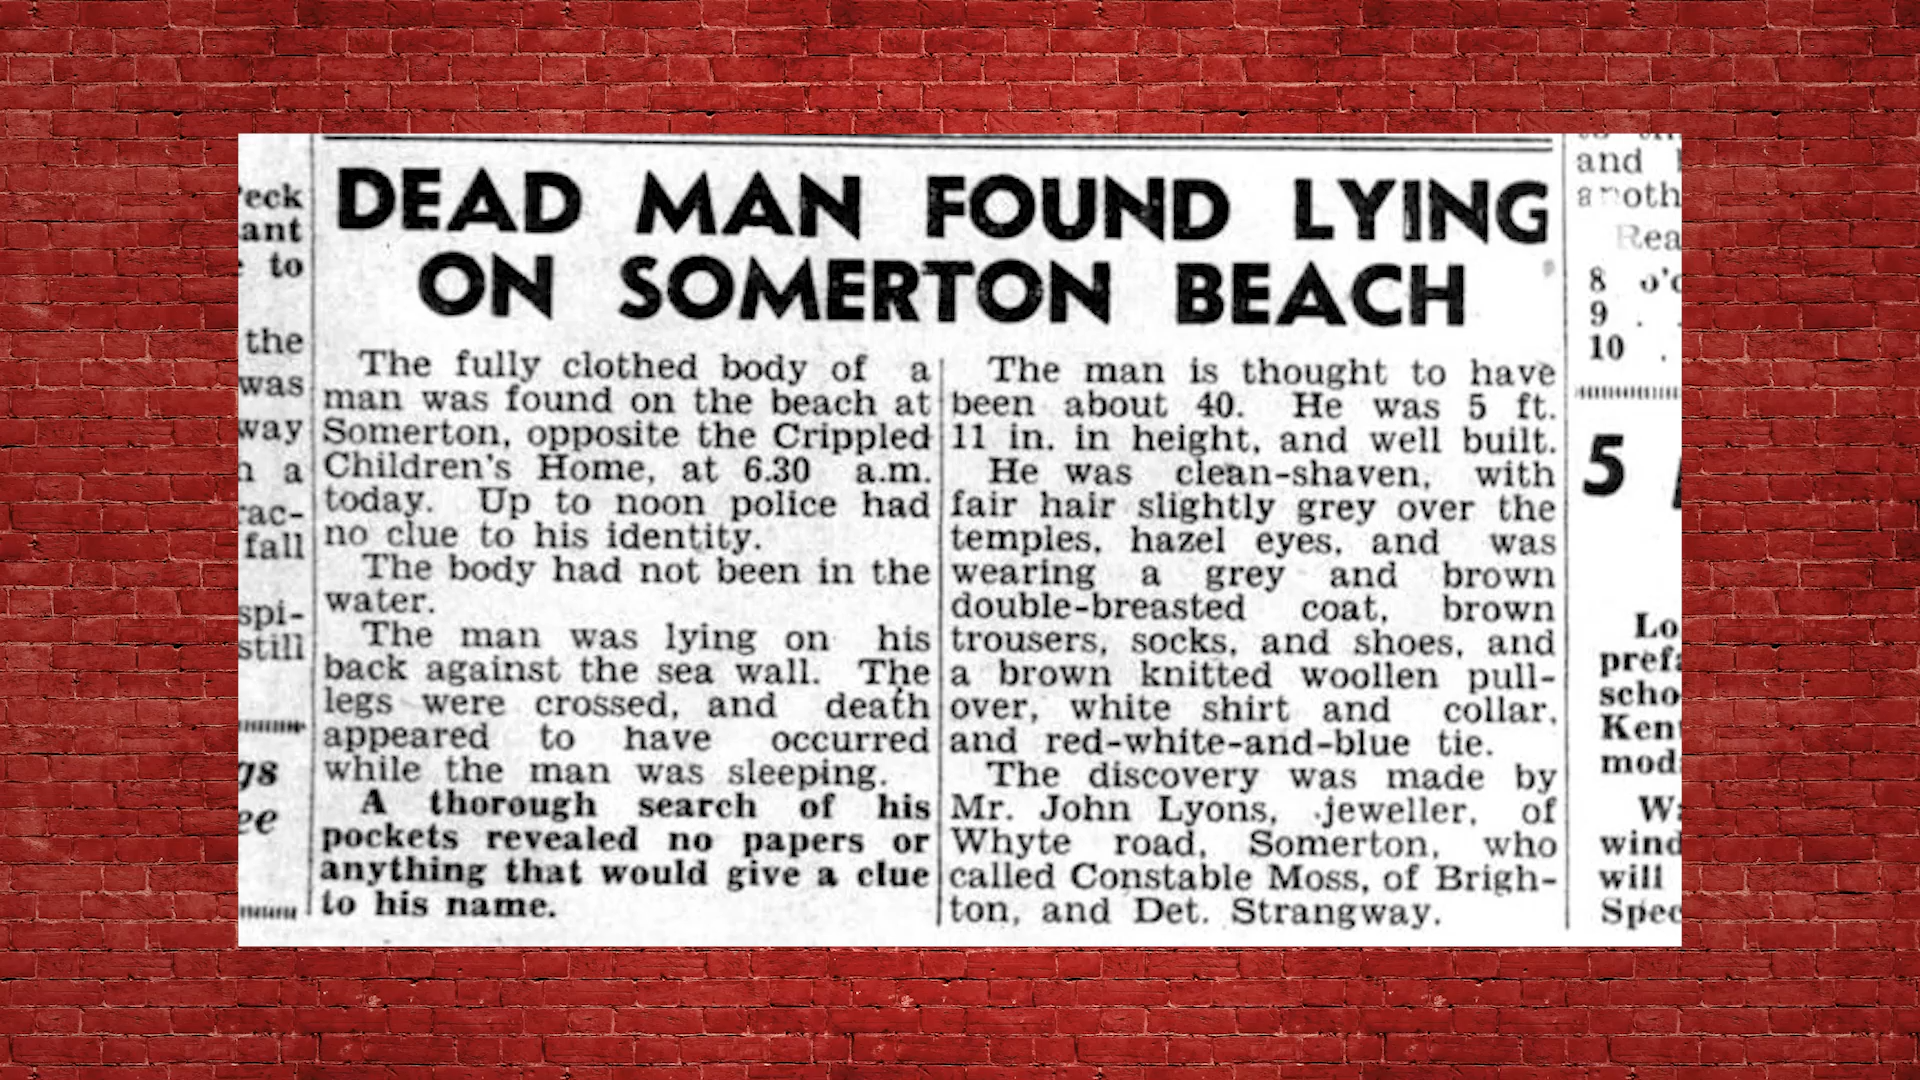 DEAD MAN FOUND LYING
ON SOMERTON BEACH
The fully clothed body of a
man was found on the beach at
Somerton, opposite the Crippled
Children's Home, at 6.30 a.m.
today. Up to noon police had
no clue to his identity.
The body had not been in the
water.
The man was lying on his
back against the sea wall. The
legs were crossed, and death
appeared to have occurred
while the man was sleeping.
A thorough search of his
pockets revealed no papers or
anything that would give a clue
to his name.
The man is thought to have
been about 40. He was 5 ft.
11 in. in height, and well built.
He was clean-shaven, with
fair hair slightly grey over the
temples, hazel eyes, and was
wearing a grey and brown
double-breasted coat, brown
trousers, socks, and shoes, and
a brown knitted woollen pull-
over, white shirt and collar,
and red-white-and-blue tie.
The discovery was made by
Mr. John Lyons, jeweller, of
Whyte road, Somerton, who
called Constable Moss, of Brigh-
ton, and Det. Strangway.
ant
to
the
was
way
a
fall
spi-
still
and
8
9
10
5
will